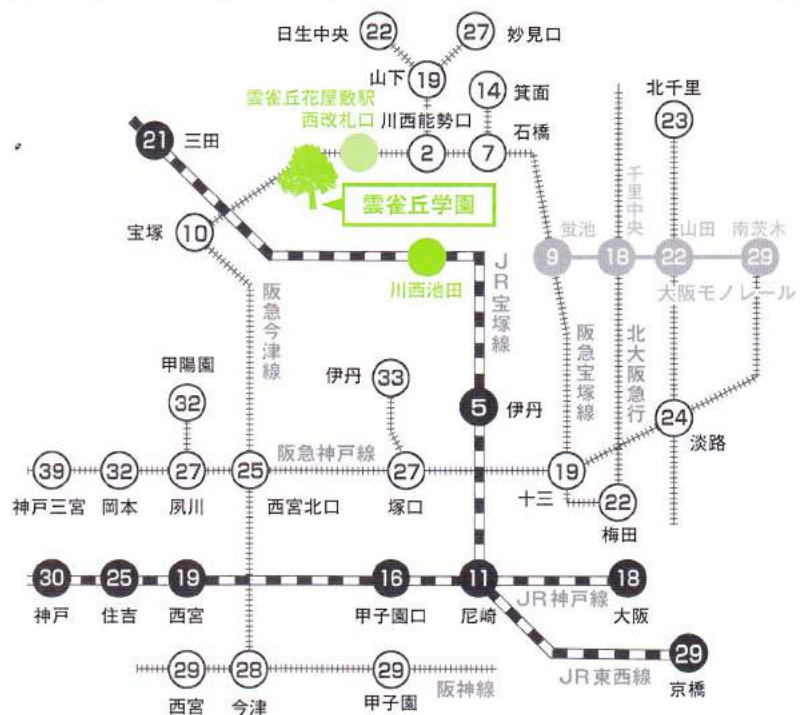 日生中央
22
27
妙見口
山下
19
14
箕面
北千里
23
雲雀丘花屋敷駅
西改札口
川西能勢口
石橋
21
三田
2
7
雲雀丘学園
宝塚
10
川西池田
JR宝塚線
蛍池
千里中央
山田
南茨木
9
18
22
29
大阪モノレール
阪急今津線
阪急宝塚線
北大阪急行
甲陽園
32
伊丹
33
5
伊丹
24
淡路
阪急神戸線
39
32
27
25
27
19
神戸三宮
岡本
夙川
西宮北口
塚口
十三
22
梅田
30
25
19
16
11
18
神戸
住吉
西宮
甲子園口
尼崎
JR神戸線
大阪
29
28
29
阪神線
JR東西線
29
西宮
今津
甲子園
京橋